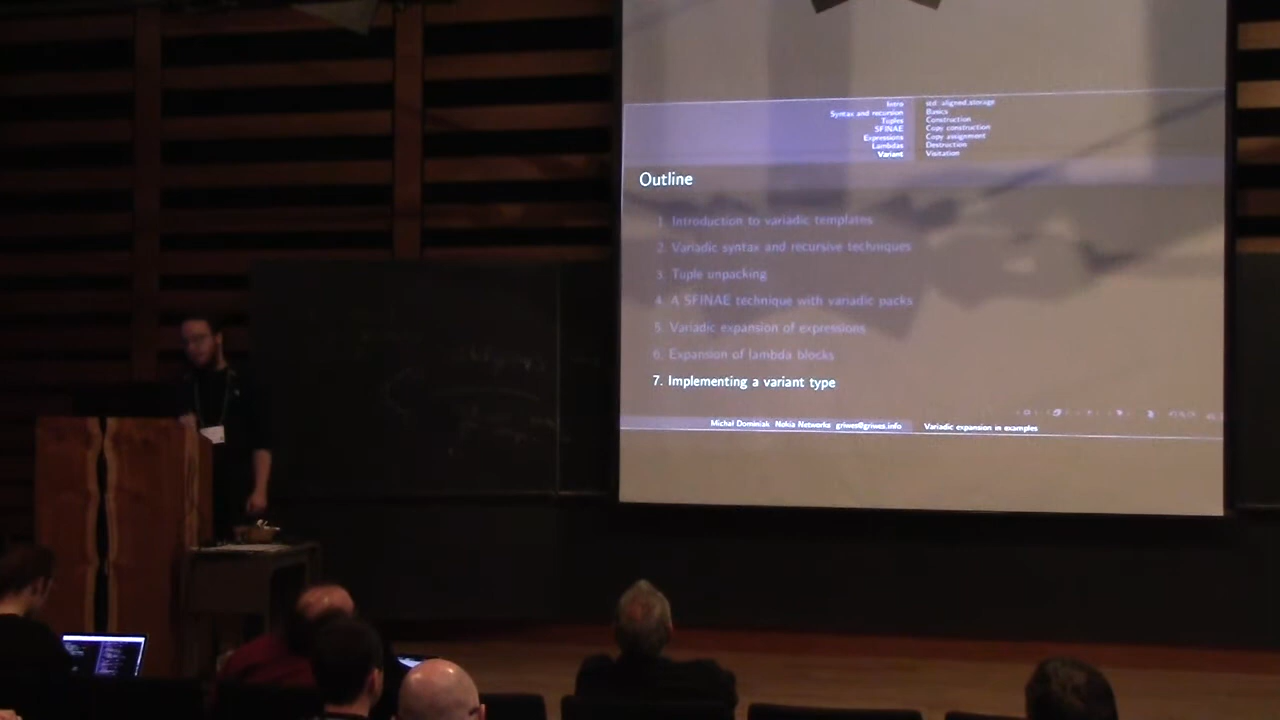 Intro
Syntax and recursion
Tuples
SFINAE
Expressions
Lambdas
Variant
std::aligned_storage
Basics
Construction
Copy construction
Copy assignment
Destruction
Visitation
Outline
1. Introduction to variadic templates
2. Variadic syntax and recursive techniques
3. Tuple unpacking
4. A SFINAE technique with variadic packs
5. Variadic expansion of expressions
6. Expansion of lambda blocks
7. Implementing a variant type
Michał Dominiak Nokia Networks griwes@griwes.info
Variadic expansion in examples